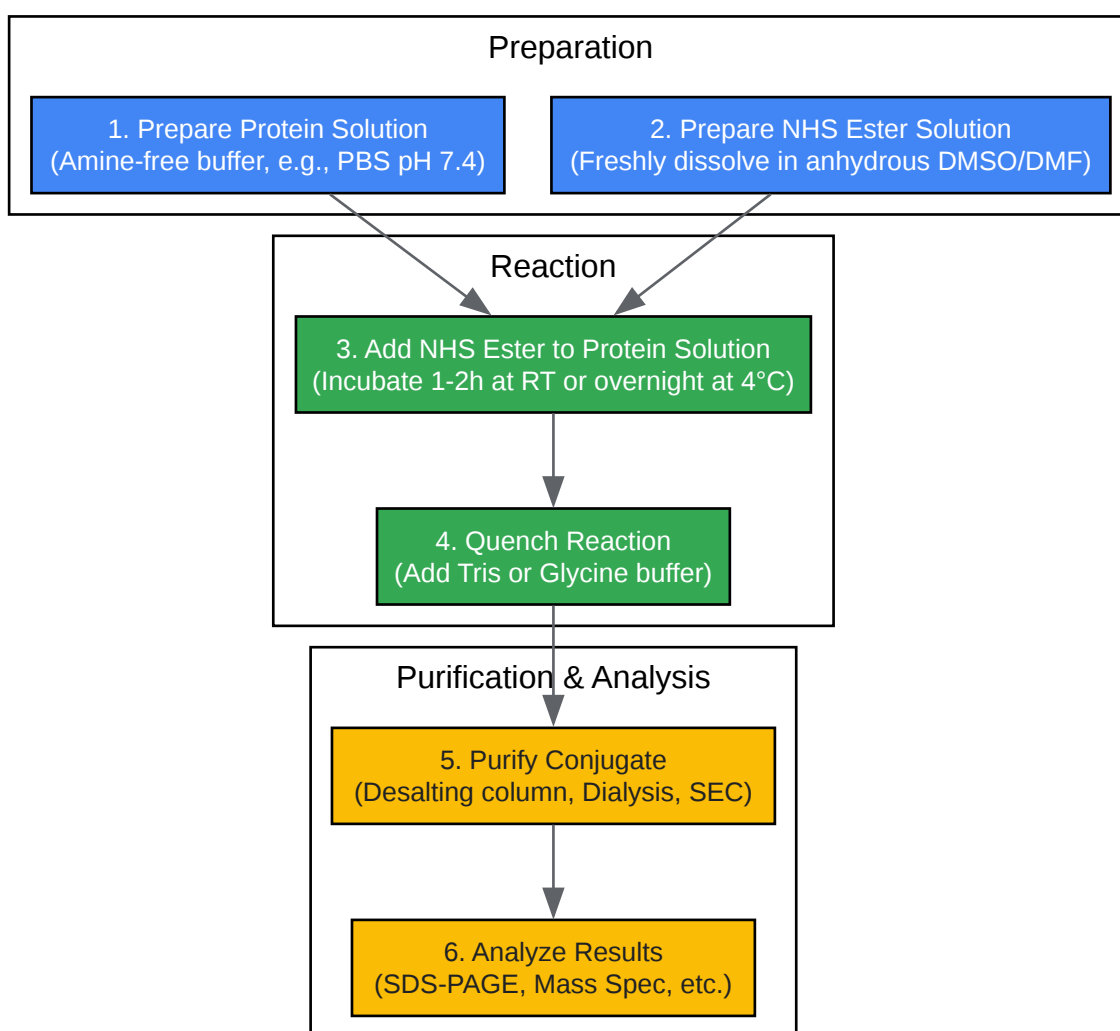 Preparation
1. Prepare Protein Solution
(Amine-free buffer, e.g., PBS pH 7.4)
2. Prepare NHS Ester Solution
(Freshly dissolve in anhydrous DMSO/DMF)
Reaction
3. Add NHS Ester to Protein Solution
(Incubate 1-2h at RT or overnight at 4°C)
4. Quench Reaction
(Add Tris or Glycine buffer)
Purification & Analysis
5. Purify Conjugate
(Desalting column, Dialysis, SEC)
6. Analyze Results
(SDS-PAGE, Mass Spec, etc.)